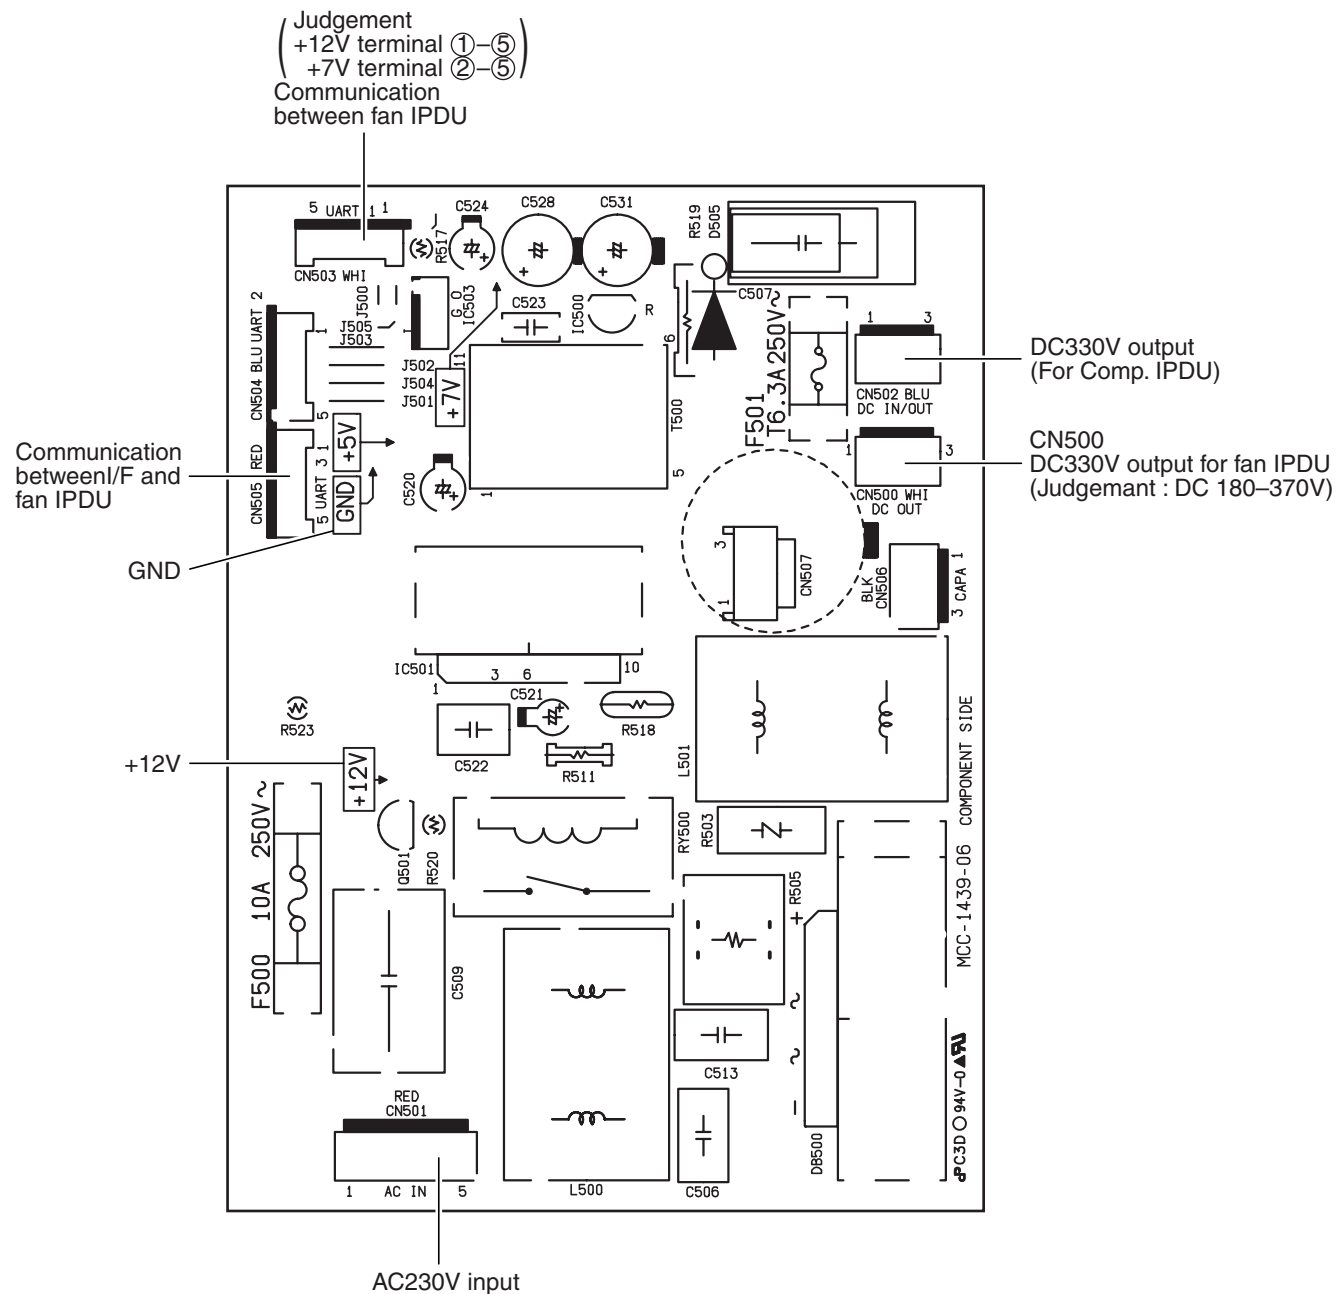 Judgement
+12V terminal ①–⑤
+7V terminal ②–⑤
Communication
between fan IPDU
5 UART 1 1
CN503 WHI
R517
C524
C528
C531
R519
D505
C507
J500
J505
J503
J502
J504
J501
G O
IC503
1
C523
IC500
R
6
11
+7V
T500
1
5
F501
T6.3A250V~
1 3
CN502 BLU
DC IN/OUT
DC330V output
(For Comp. IPDU)
1 3
CN500 WHI
DC OUT
CN500
DC330V output for fan IPDU
(Judgemant : DC 180–370V)
CN504 BLU UART 2
1
5
CN505 RED
5 UART 3 1
+5V
GND
C520
Communication
betweenI/F and
fan IPDU
GND
3
1
CN507
BLK
CN506
3 CAPA 1
IC501
1
3
6
10
C521
C522
R518
R511
R523
L501
+12V
+12V
F500 10A 250V~
Q501
R520
RY500
R503
R505
+
~
~
−
DB500
MCC-1439-06 COMPONENT SIDE
C509
C513
C506
L500
RED
CN501
1 AC IN 5
PC3D 94V-0
AC230V input